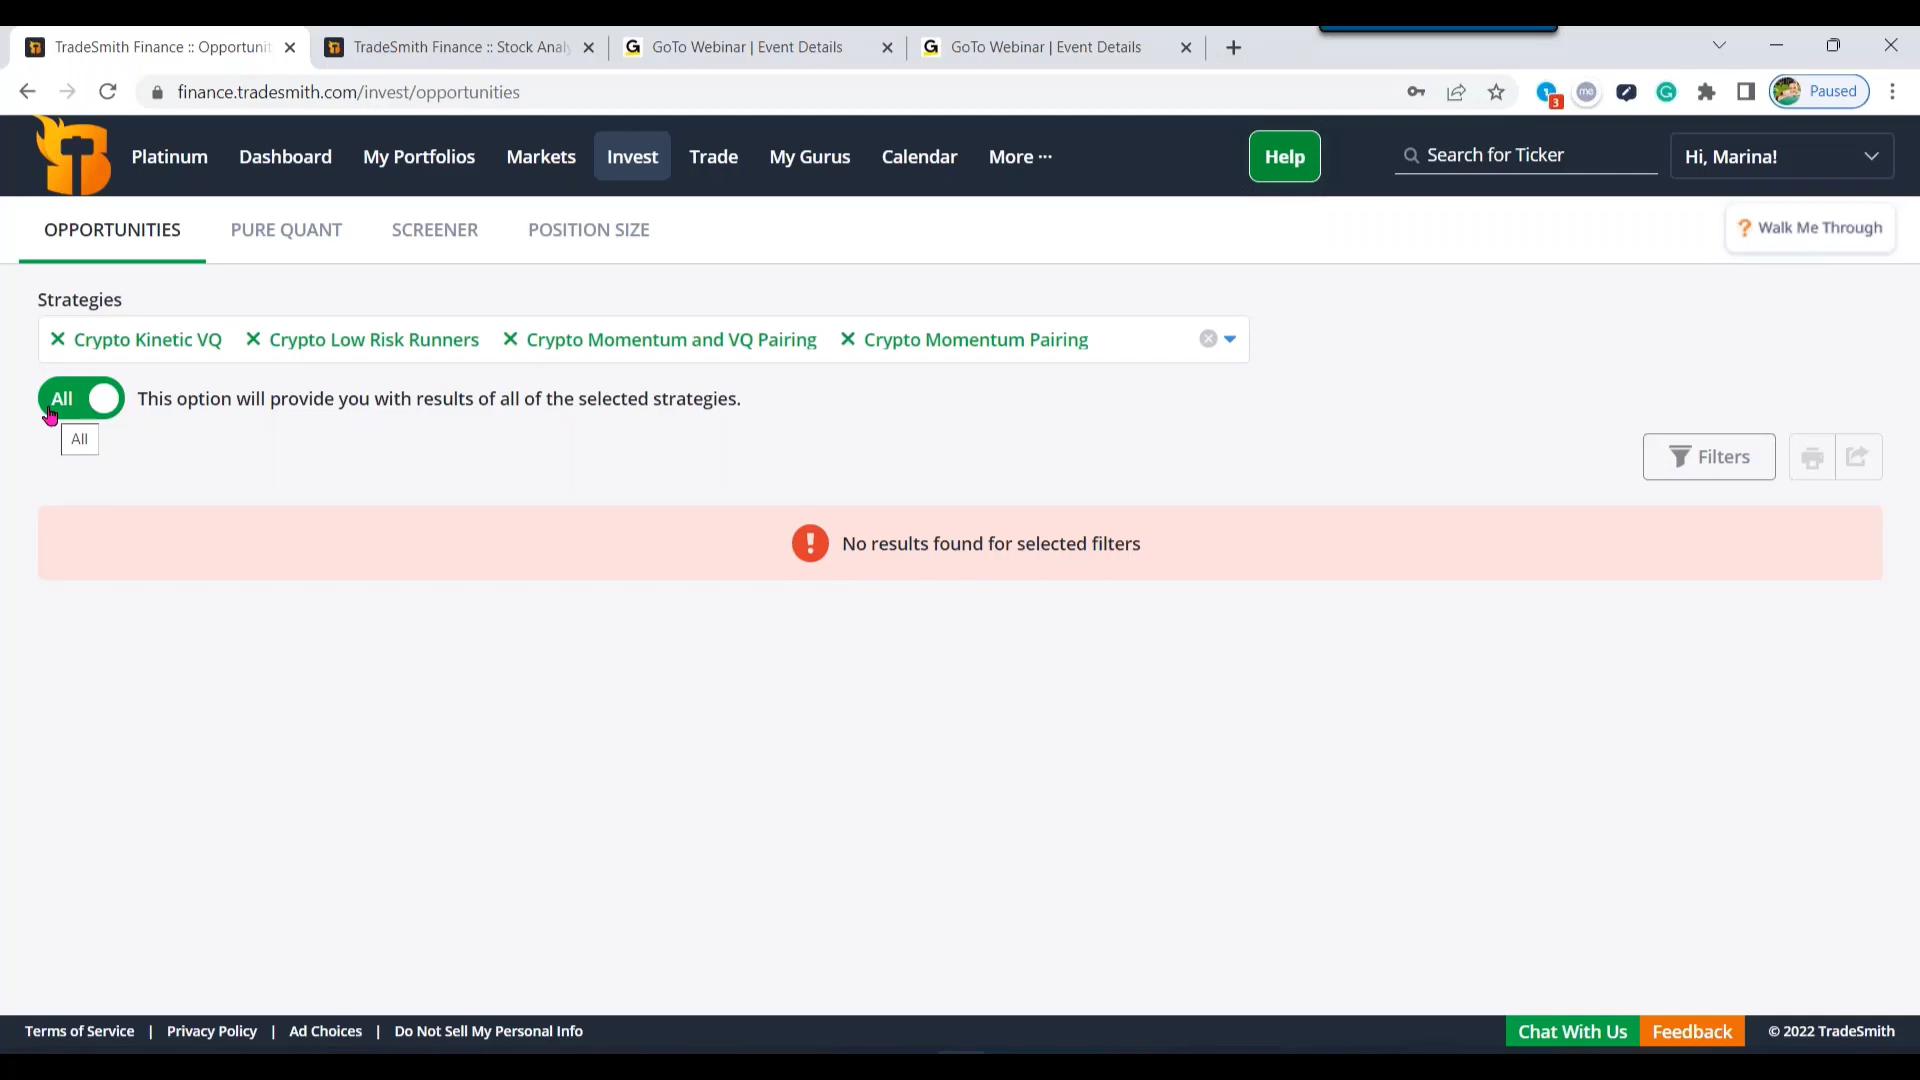 TradeSmith Finance :: Opportunit
TradeSmith Finance :: Stock Anal
G GoTo Webinar | Event Details
G GoTo Webinar | Event Details
finance.tradesmith.com/invest/opportunities
3
me
G
Paused
Platinum Dashboard My Portfolios Markets Invest Trade My Gurus Calendar More ···
Help
Search for Ticker
Hi, Marina!
OPPORTUNITIES PURE QUANT SCREENER POSITION SIZE
? Walk Me Through
Strategies
Crypto Kinetic VQ Crypto Low Risk Runners Crypto Momentum and VQ Pairing Crypto Momentum Pairing
All This option will provide you with results of all of the selected strategies.
All
Filters
! No results found for selected filters
Terms of Service | Privacy Policy | Ad Choices | Do Not Sell My Personal Info
Chat With Us Feedback © 2022 TradeSmith